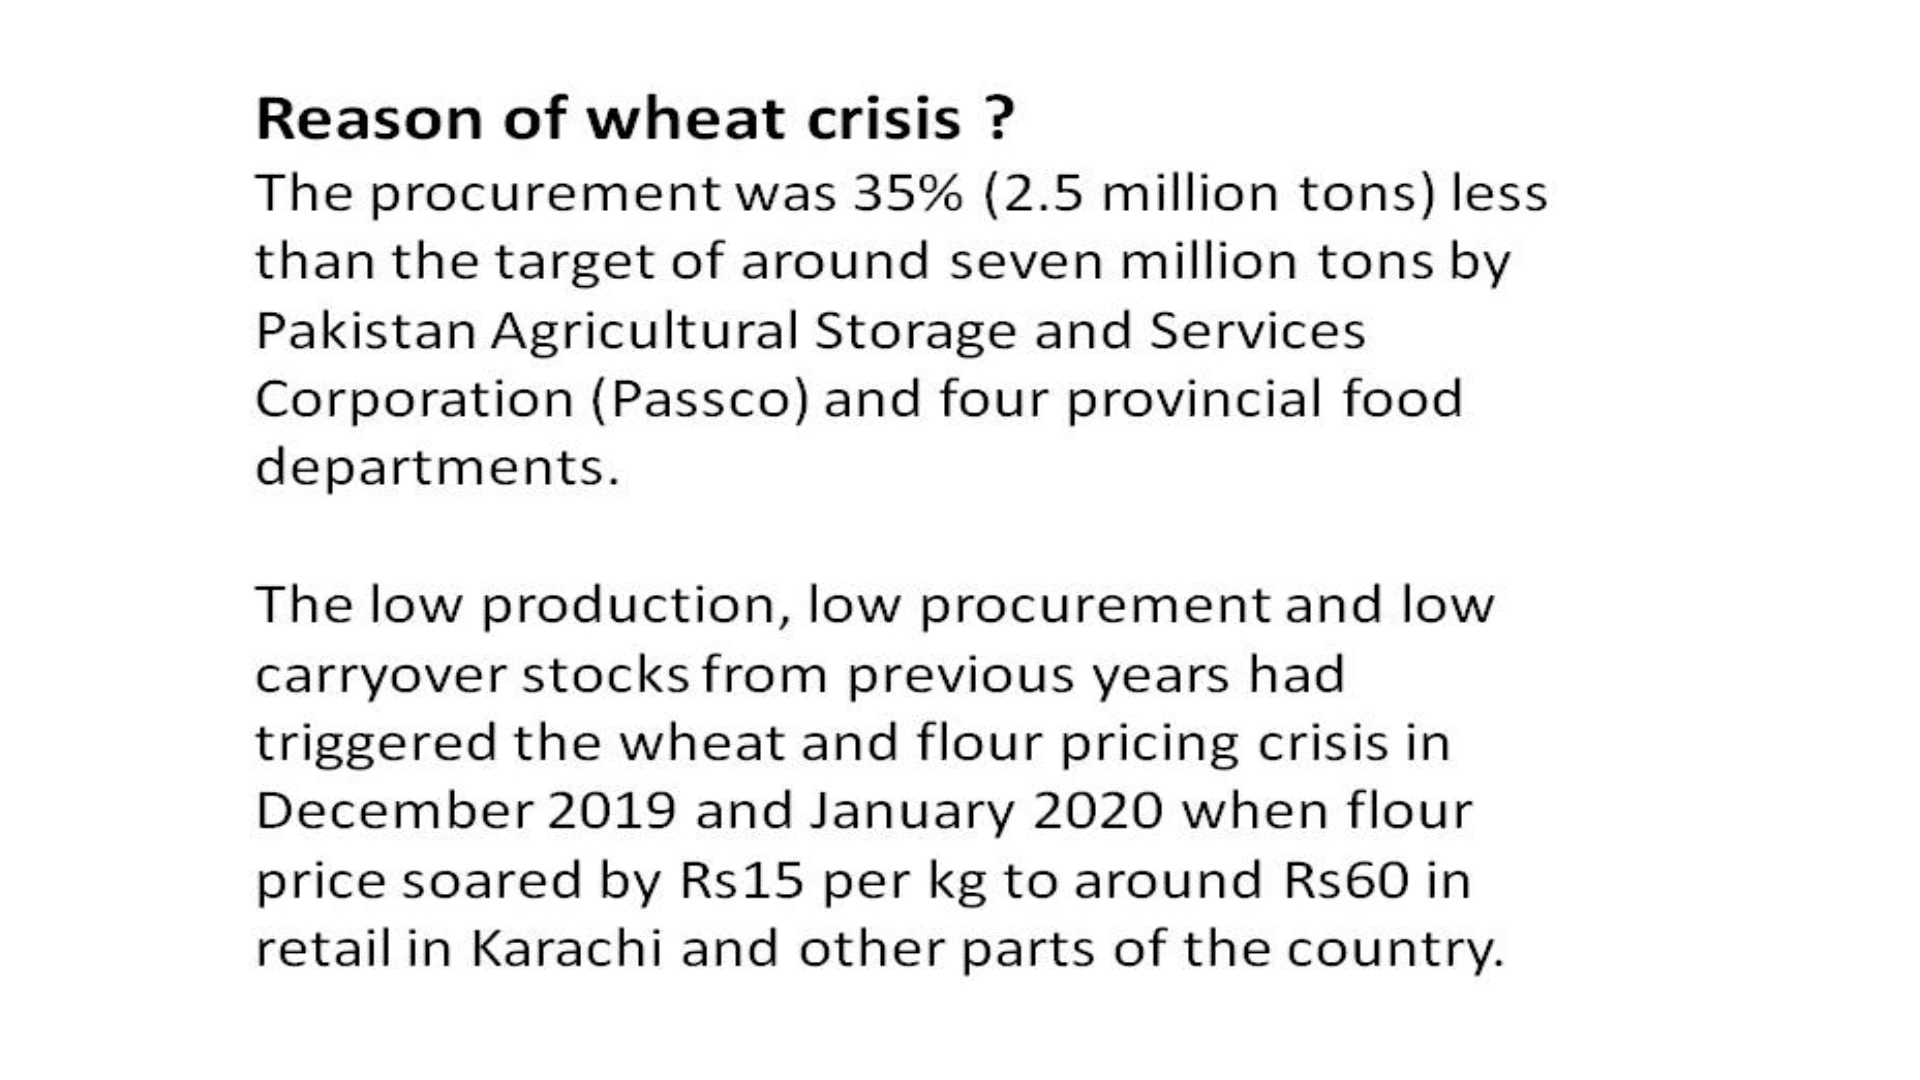 Reason of wheat crisis ?
The procurement was 35% (2.5 million tons) less
than the target of around seven million tons by
Pakistan Agricultural Storage and Services
Corporation (Passco) and four provincial food
departments.
The low production, low procurement and low
carryover stocks from previous years had
triggered the wheat and flour pricing crisis in
December 2019 and January 2020 when flour
price soared by Rs15 per kg to around Rs60 in
retail in Karachi and other parts of the country.